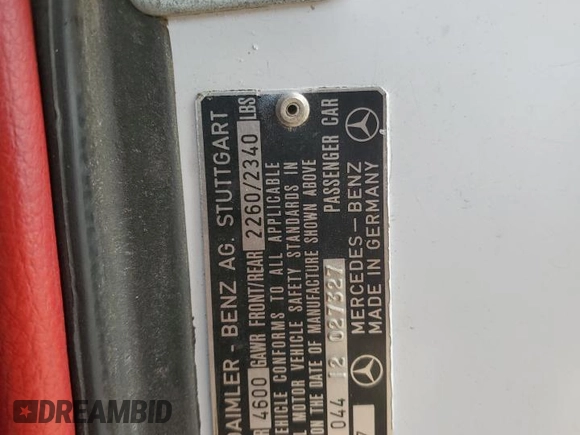 DAIMLER - BENZ AG. STUTTGART
4600 GAWR FRONT/REAR 2260/2340 LBS
VEHICLE CONFORMS TO ALL APPLICABLE
MOTOR VEHICLE SAFETY STANDARDS IN
ON THE DATE OF MANUFACTURE SHOWN ABOVE
PASSENGER CAR
044 12 027327
MERCEDES-BENZ
MADE IN GERMANY
DREAMBID